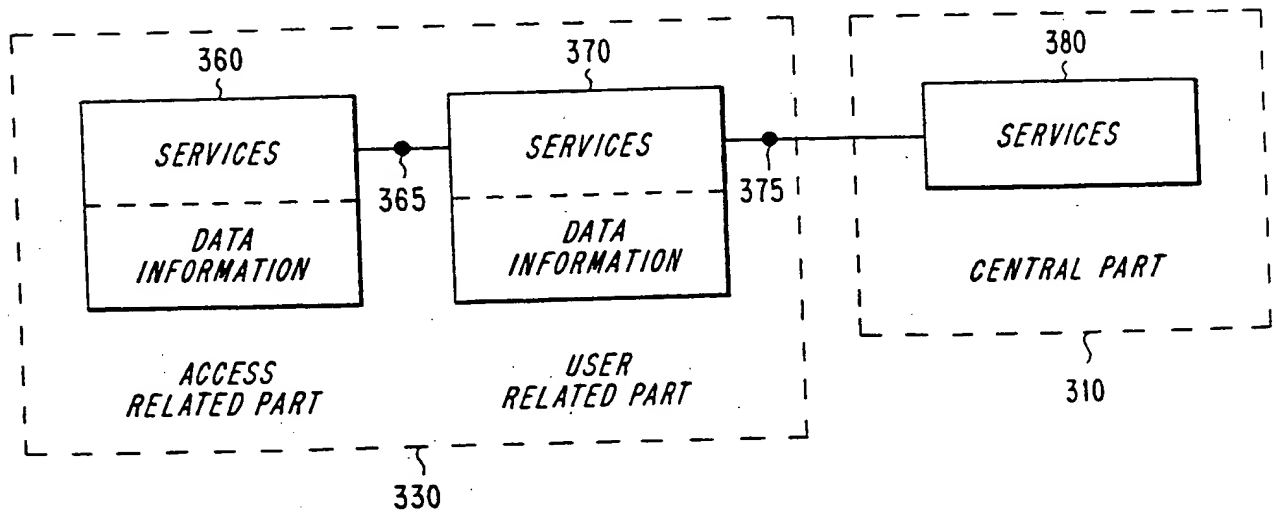 360
370
380
SERVICES
SERVICES
SERVICES
365
375
DATA
INFORMATION
DATA
INFORMATION
CENTRAL PART
ACCESS
RELATED PART
USER
RELATED PART
310
330